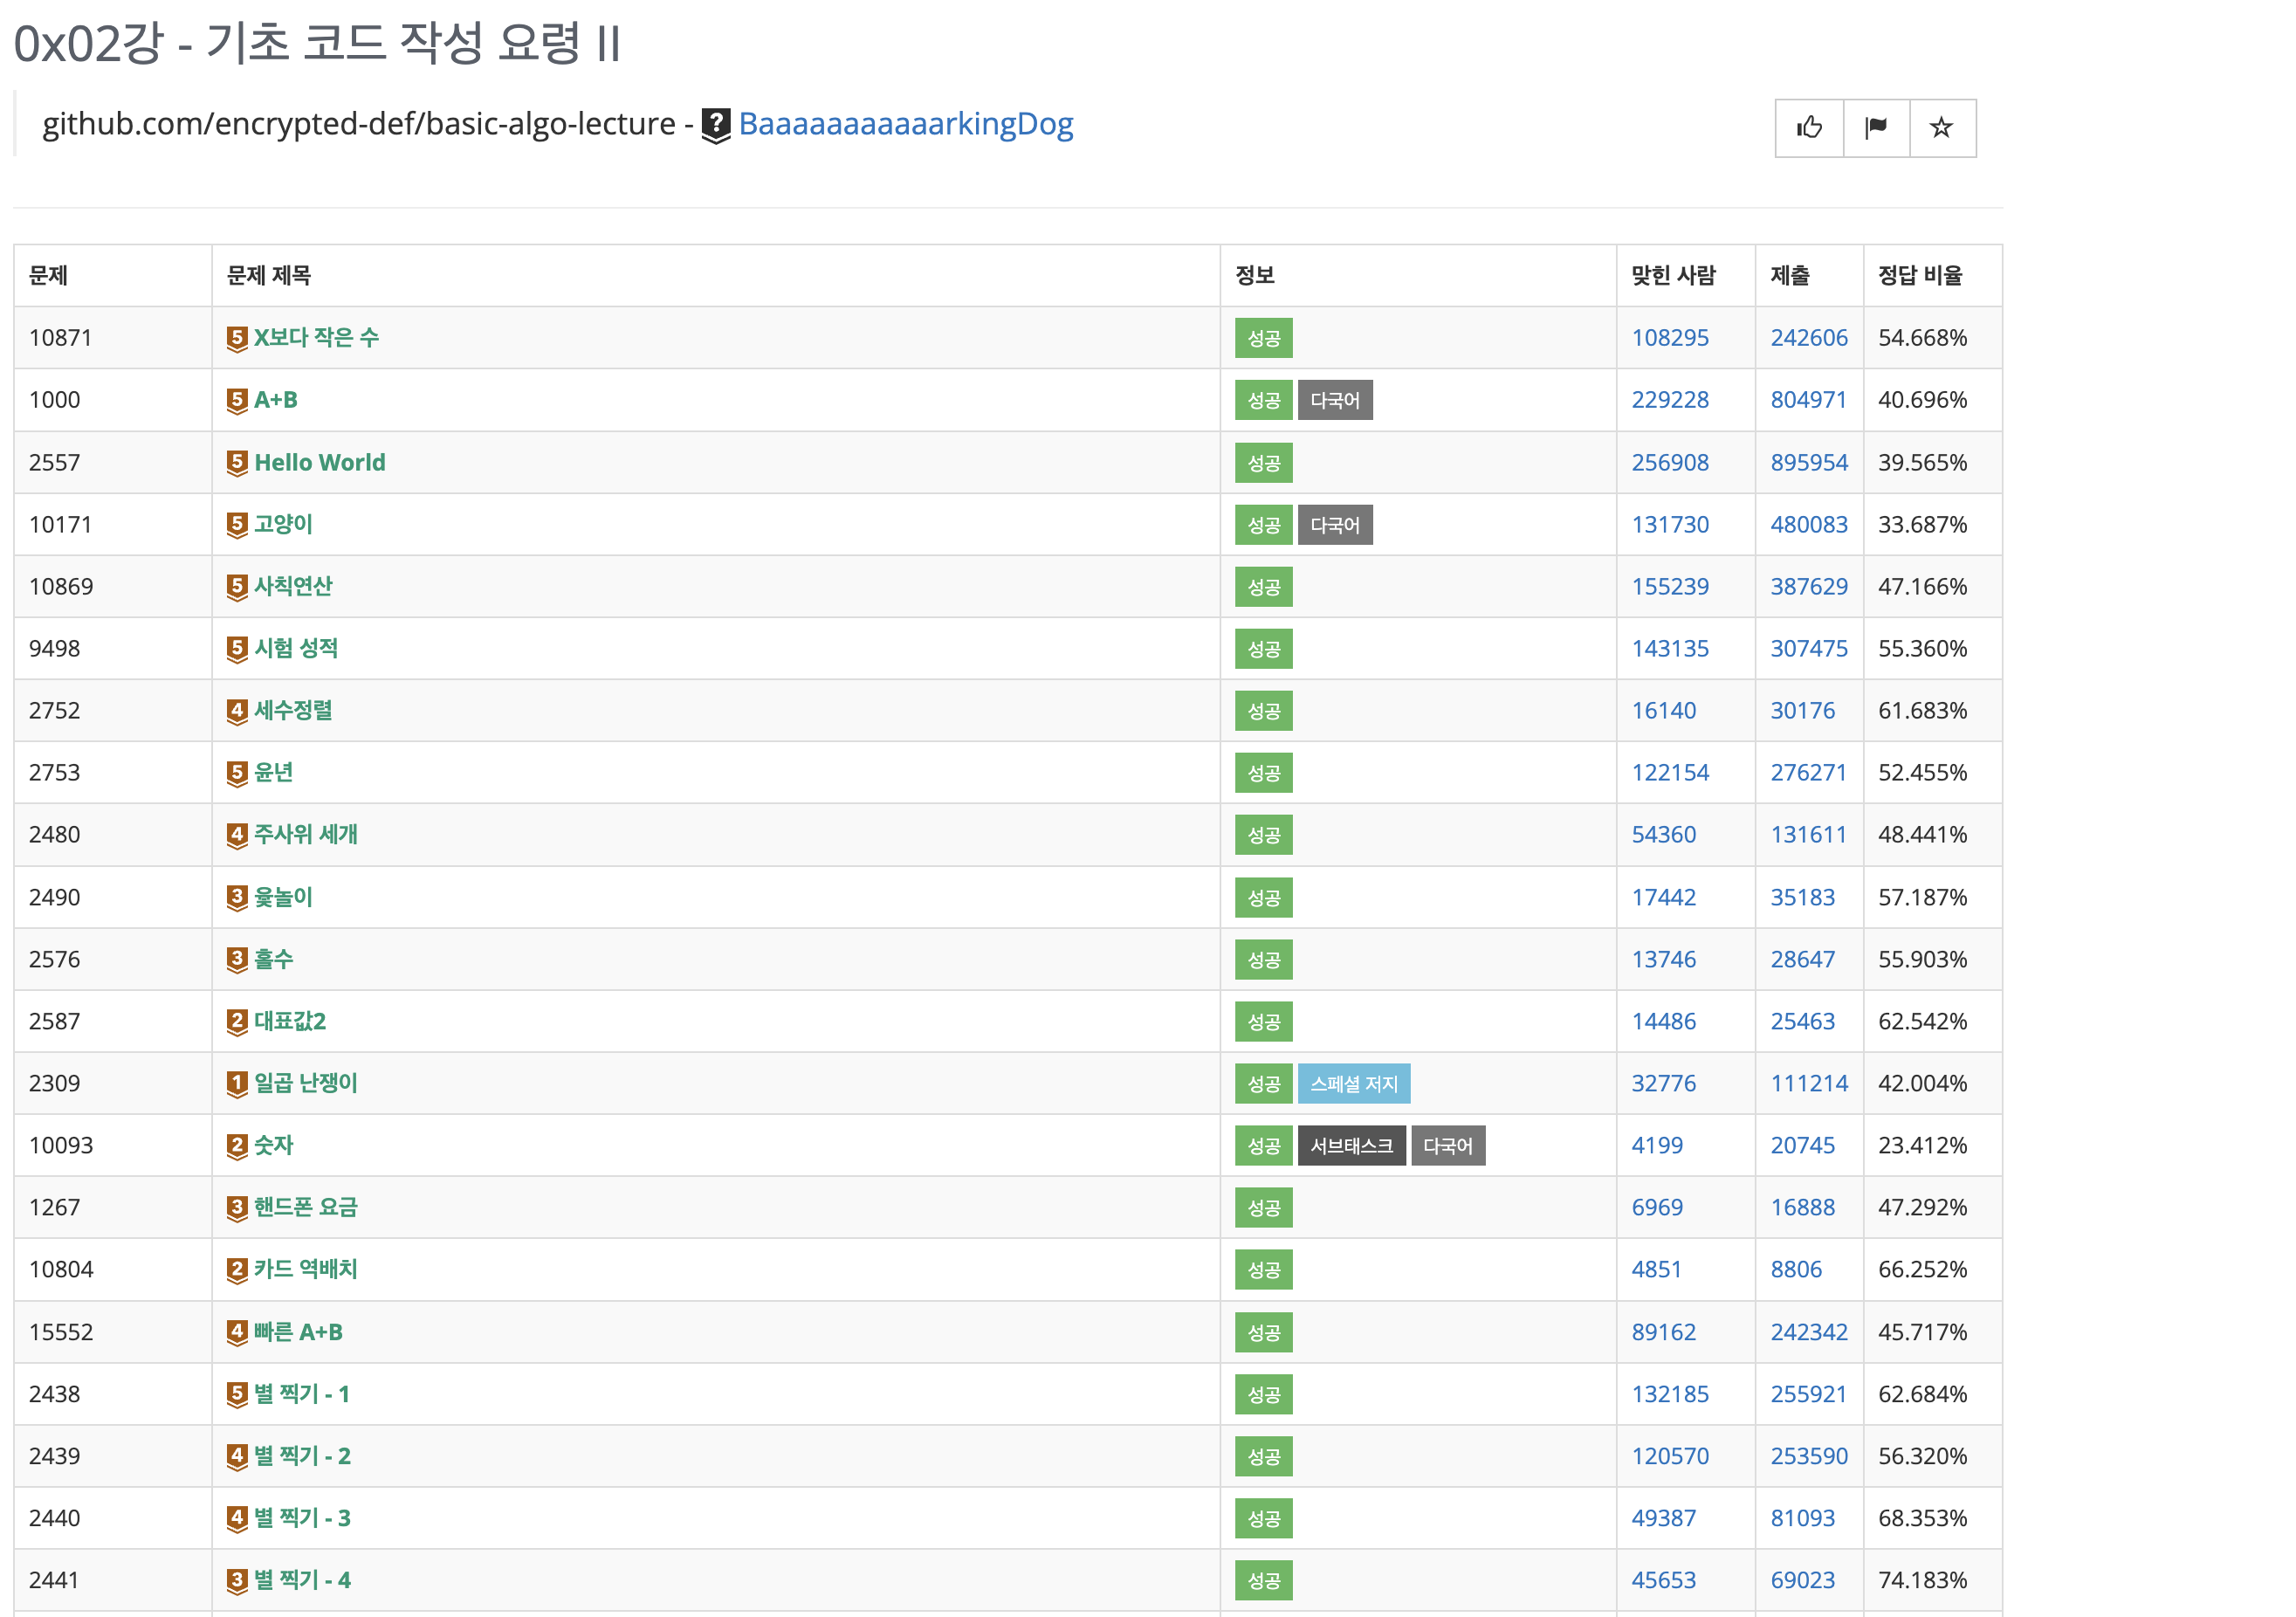 0x02강 - 기초 코드 작성 요령 II
github.com/encrypted-def/basic-algo-lecture - ? BaaaaaaaaaaarkingDog
문제 문제 제목 정보 맞힌 사람 제출 정답 비율
10871 5 X보다 작은 수 성공 108295 242606 54.668%
1000 5 A+B 성공 다국어 229228 804971 40.696%
2557 5 Hello World 성공 256908 895954 39.565%
10171 5 고양이 성공 다국어 131730 480083 33.687%
10869 5 사칙연산 성공 155239 387629 47.166%
9498 5 시험 성적 성공 143135 307475 55.360%
2752 4 세수정렬 성공 16140 30176 61.683%
2753 5 윤년 성공 122154 276271 52.455%
2480 4 주사위 세개 성공 54360 131611 48.441%
2490 3 윷놀이 성공 17442 35183 57.187%
2576 3 홀수 성공 13746 28647 55.903%
2587 2 대표값2 성공 14486 25463 62.542%
2309 1 일곱 난쟁이 성공 스페셜 저지 32776 111214 42.004%
10093 2 숫자 성공 서브태스크 다국어 4199 20745 23.412%
1267 3 핸드폰 요금 성공 6969 16888 47.292%
10804 2 카드 역배치 성공 4851 8806 66.252%
15552 4 빠른 A+B 성공 89162 242342 45.717%
2438 5 별 찍기 - 1 성공 132185 255921 62.684%
2439 4 별 찍기 - 2 성공 120570 253590 56.320%
2440 4 별 찍기 - 3 성공 49387 81093 68.353%
2441 3 별 찍기 - 4 성공 45653 69023 74.183%